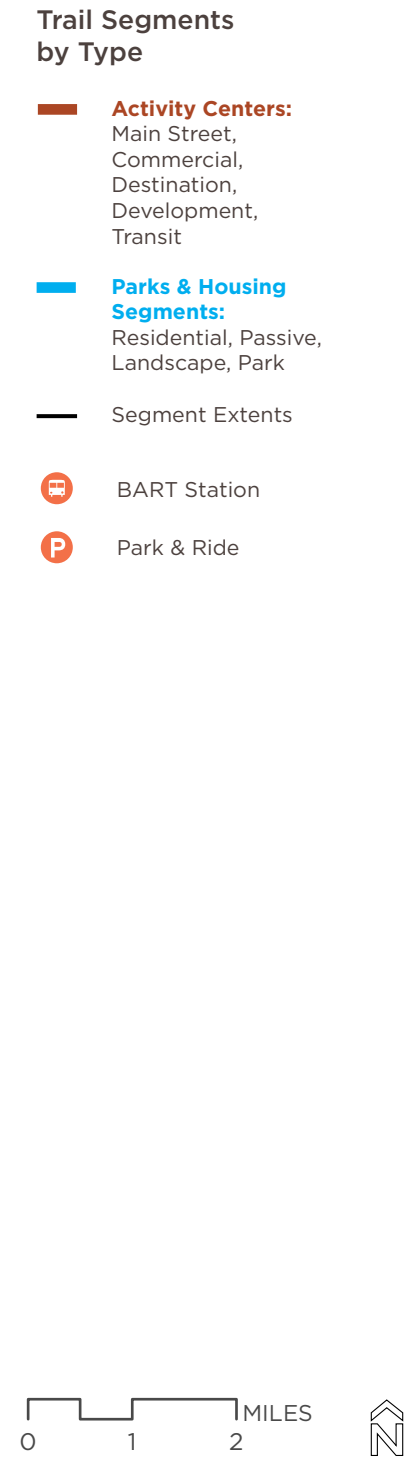 Trail Segments
by Type
Activity Centers:
Main Street,
Commercial,
Destination,
Development,
Transit
Parks & Housing
Segments:
Residential, Passive,
Landscape, Park
Segment Extents
BART Station
P
Park & Ride
MILES
0 1 2
N